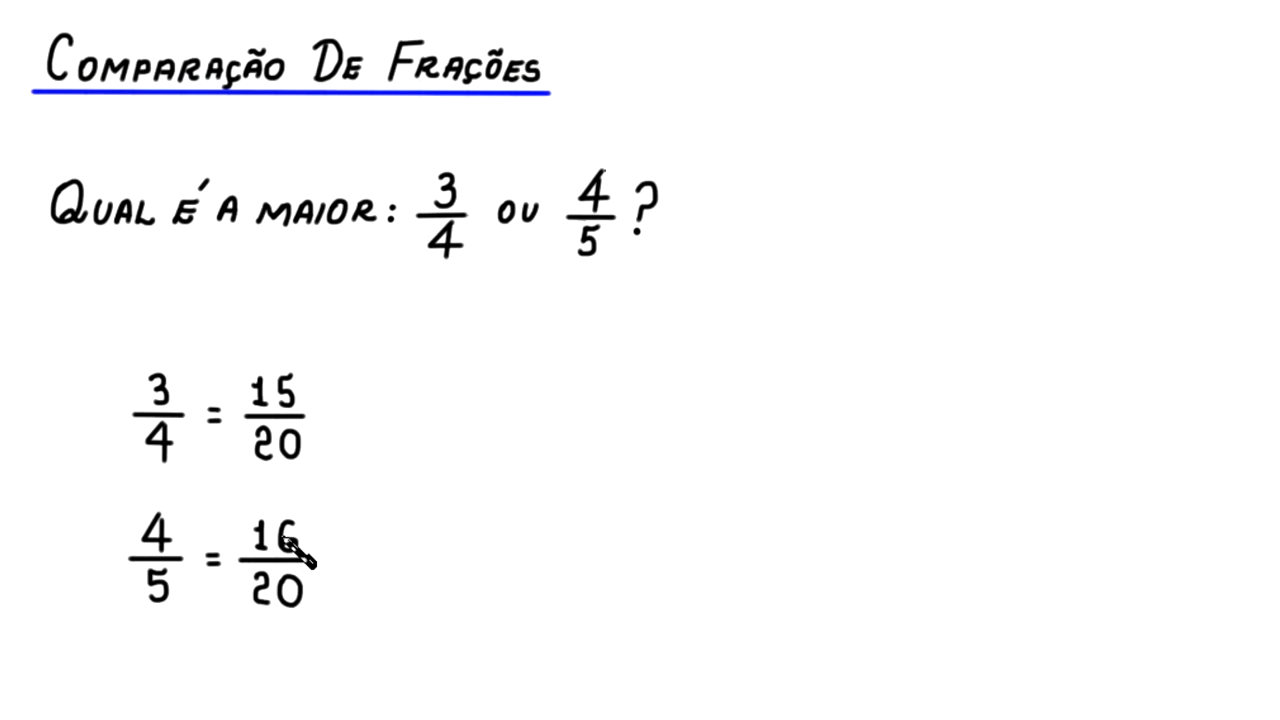 Comparação De Frações
Qual é a maior: 3/4 ou 4/5?
3/4 = 15/20
4/5 = 16/20